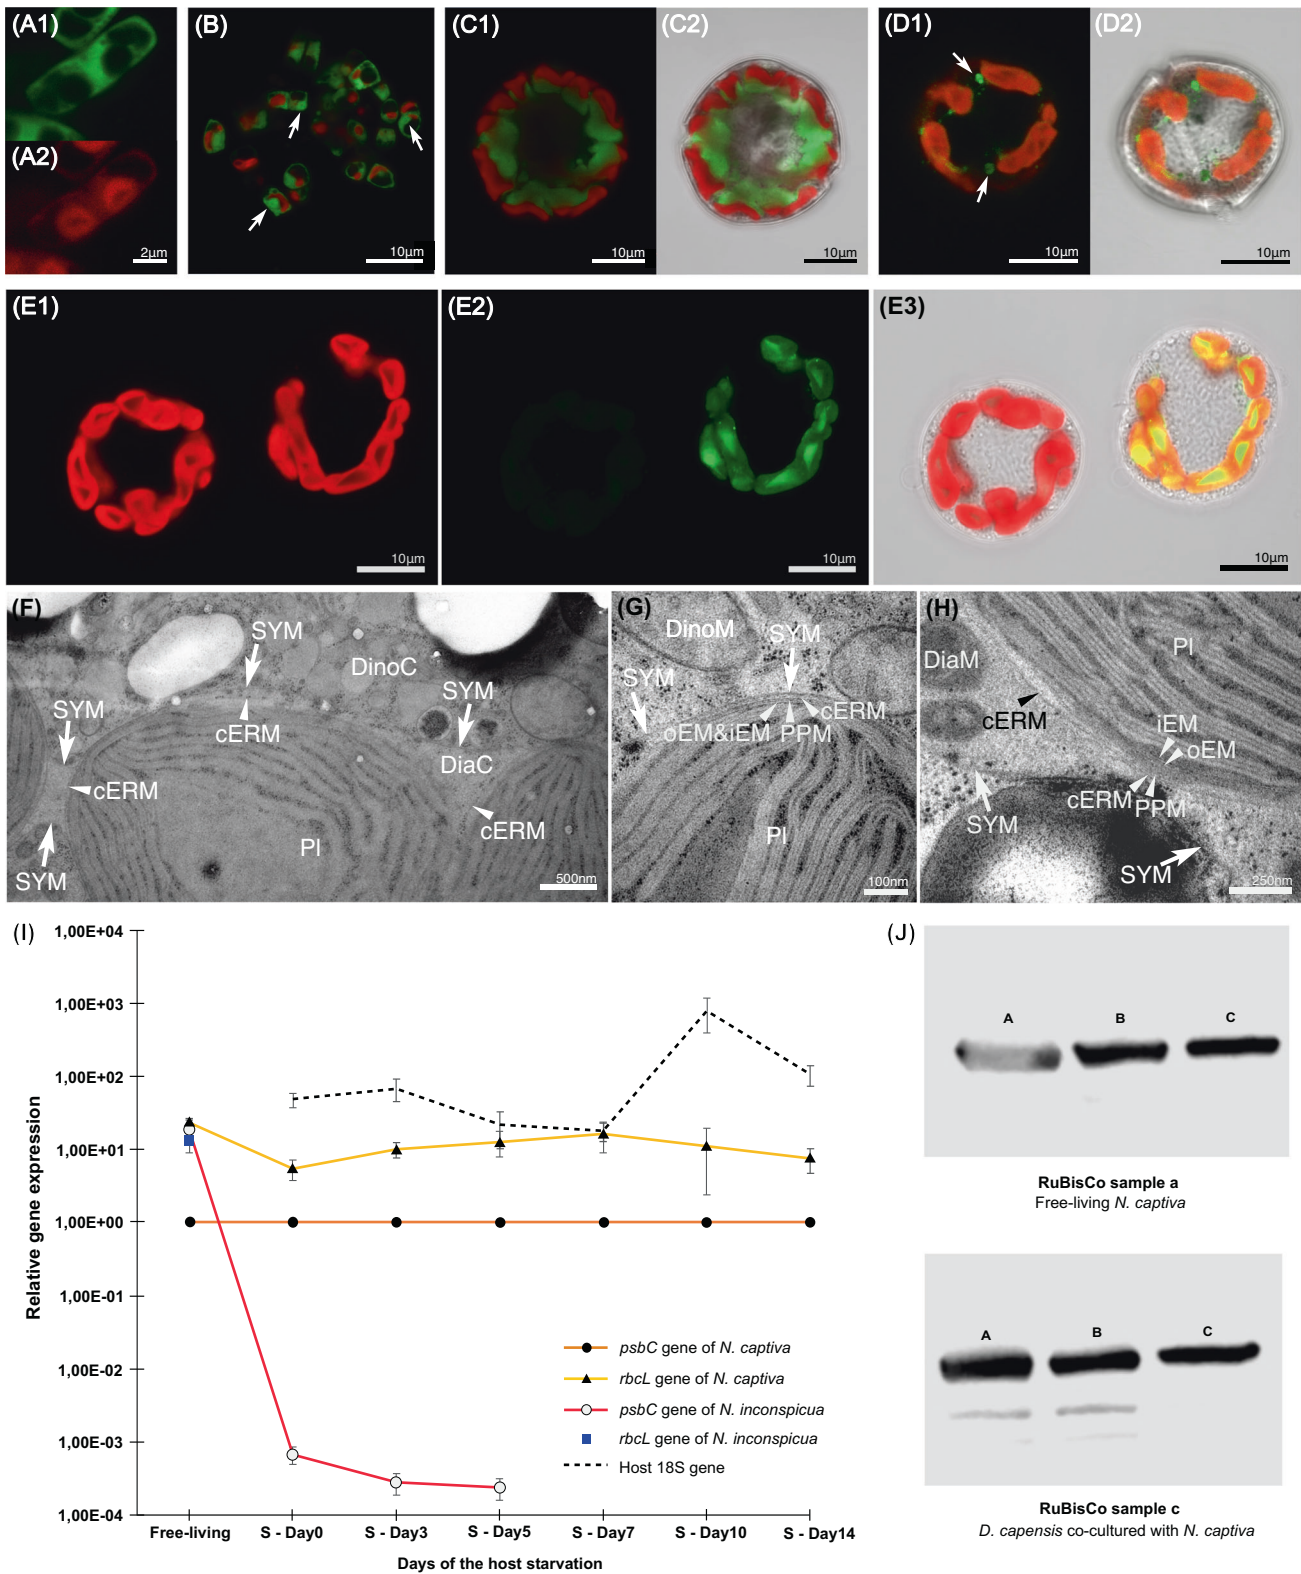 (A1)
(A2)
2μm
(B)
10μm
(C1)
10μm
(C2)
10μm
(D1)
10μm
(D2)
10μm
(E1)
10μm
(E2)
10μm
(E3)
10μm
(F)
SYM
DinoC
SYM
SYM
cERM
DiaC
cERM
cERM
Pl
SYM
500nm
(G)
DinoM
SYM
SYM
cERM
oEM&iEM
PPM
Pl
100nm
(H)
DiaM
Pl
cERM
iEM
oEM
cERM
PPM
SYM
SYM
250nm
(I)
1,00E+04
1,00E+03
1,00E+02
1,00E+01
1,00E+00
1,00E-01
1,00E-02
1,00E-03
1,00E-04
Relative gene expression
psbC gene of N. captiva
rbcL gene of N. captiva
psbC gene of N. inconspicua
rbcL gene of N. inconspicua
Host 18S gene
Free-living
S - Day0
S - Day3
S - Day5
S - Day7
S - Day10
S - Day14
Days of the host starvation
(J)
A
B
C
RuBisCo sample a
Free-living N. captiva
A
B
C
RuBisCo sample c
D. capensis co-cultured with N. captiva